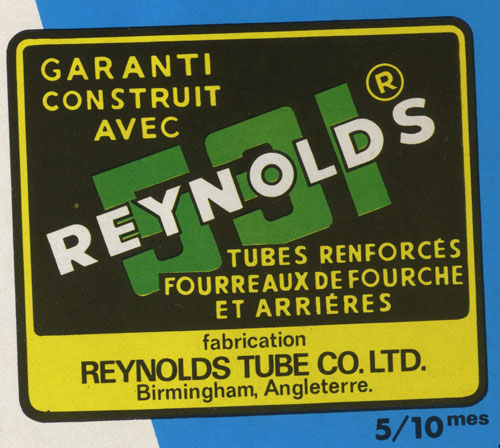 GARANTI
CONSTRUIT
AVEC
531 ®
REYNOLDS
TUBES RENFORCÉS
FOURREAUX DE FOURCHE
ET ARRIÉRES
fabrication
REYNOLDS TUBE CO. LTD.
Birmingham, Angleterre.
5/10 mes